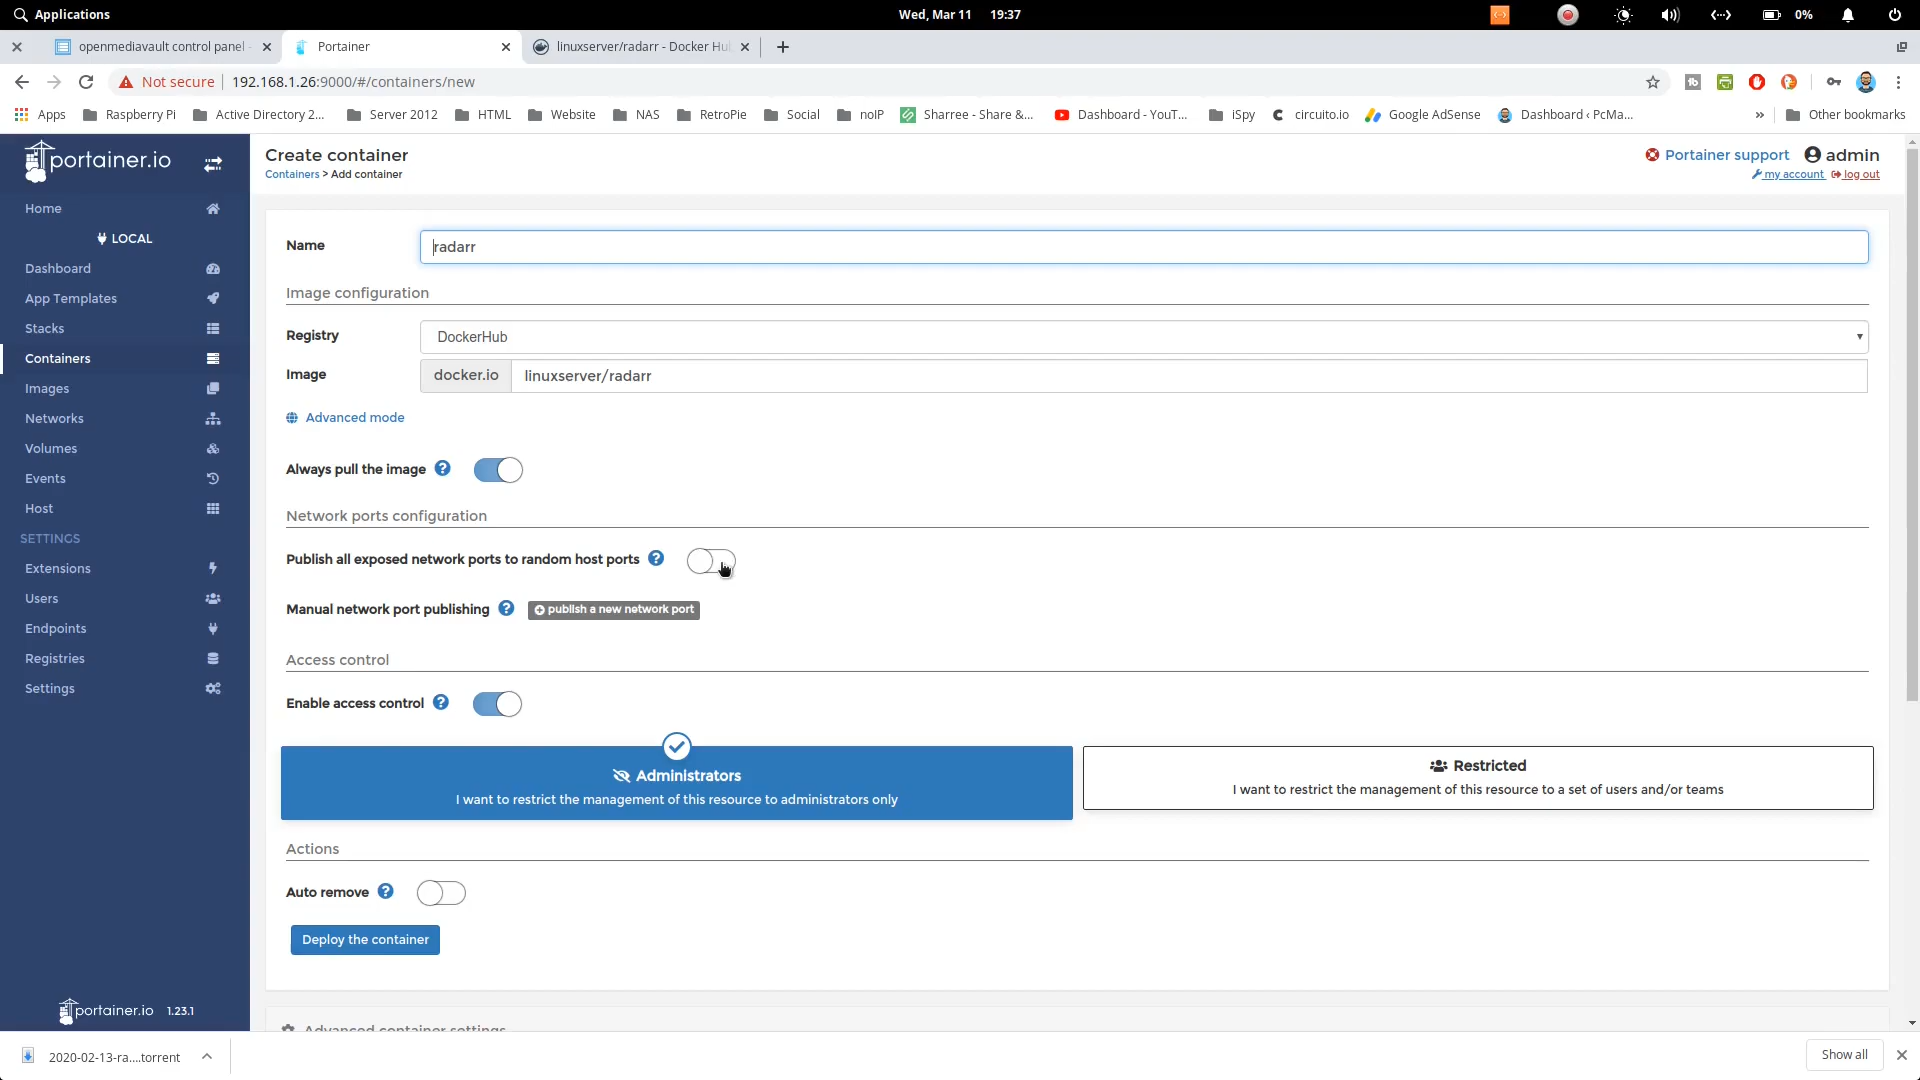 Applications
Wed, Mar 11 19:37
0%
openmediavault control panel -
Portainer
linuxserver/radarr - Docker Hu
Not secure
192.168.1.26:9000/#/containers/new
Apps
Raspberry Pi
Active Directory 2...
Server 2012
HTML
Website
NAS
RetroPie
Social
noIP
Sharree - Share &...
Dashboard - YouT...
iSpy
circuito.io
Google AdSense
Dashboard ‹ PcMa...
»
Other bookmarks
portainer.io
Home
LOCAL
Dashboard
App Templates
Stacks
Containers
Images
Networks
Volumes
Events
Host
SETTINGS
Extensions
Users
Endpoints
Registries
Settings
portainer.io 1.23.1
Create container
Containers > Add container
Portainer support
admin
my account
log out
Name
radarr
Image configuration
Registry
DockerHub
Image
docker.io
linuxserver/radarr
Advanced mode
Always pull the image
Network ports configuration
Publish all exposed network ports to random host ports
Manual network port publishing
publish a new network port
Access control
Enable access control
Administrators
I want to restrict the management of this resource to administrators only
Restricted
I want to restrict the management of this resource to a set of users and/or teams
Actions
Auto remove
Deploy the container
Advanced container settings
2020-02-13-ra....torrent
Show all